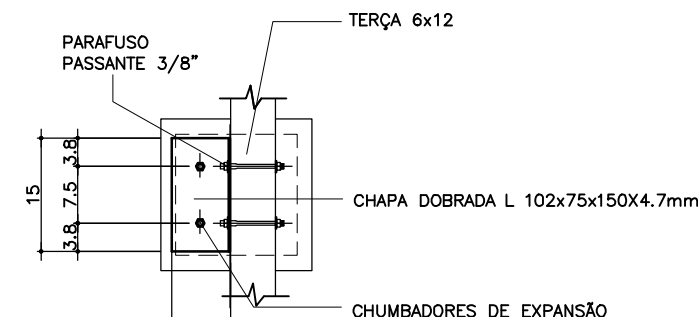 TERÇA 6x12
PARAFUSO
PASSANTE 3/8"
3.8
7.5
3.8
15
CHAPA DOBRADA L 102x75x150X4.7mm
CHUMBADORES DE EXPANSÃO